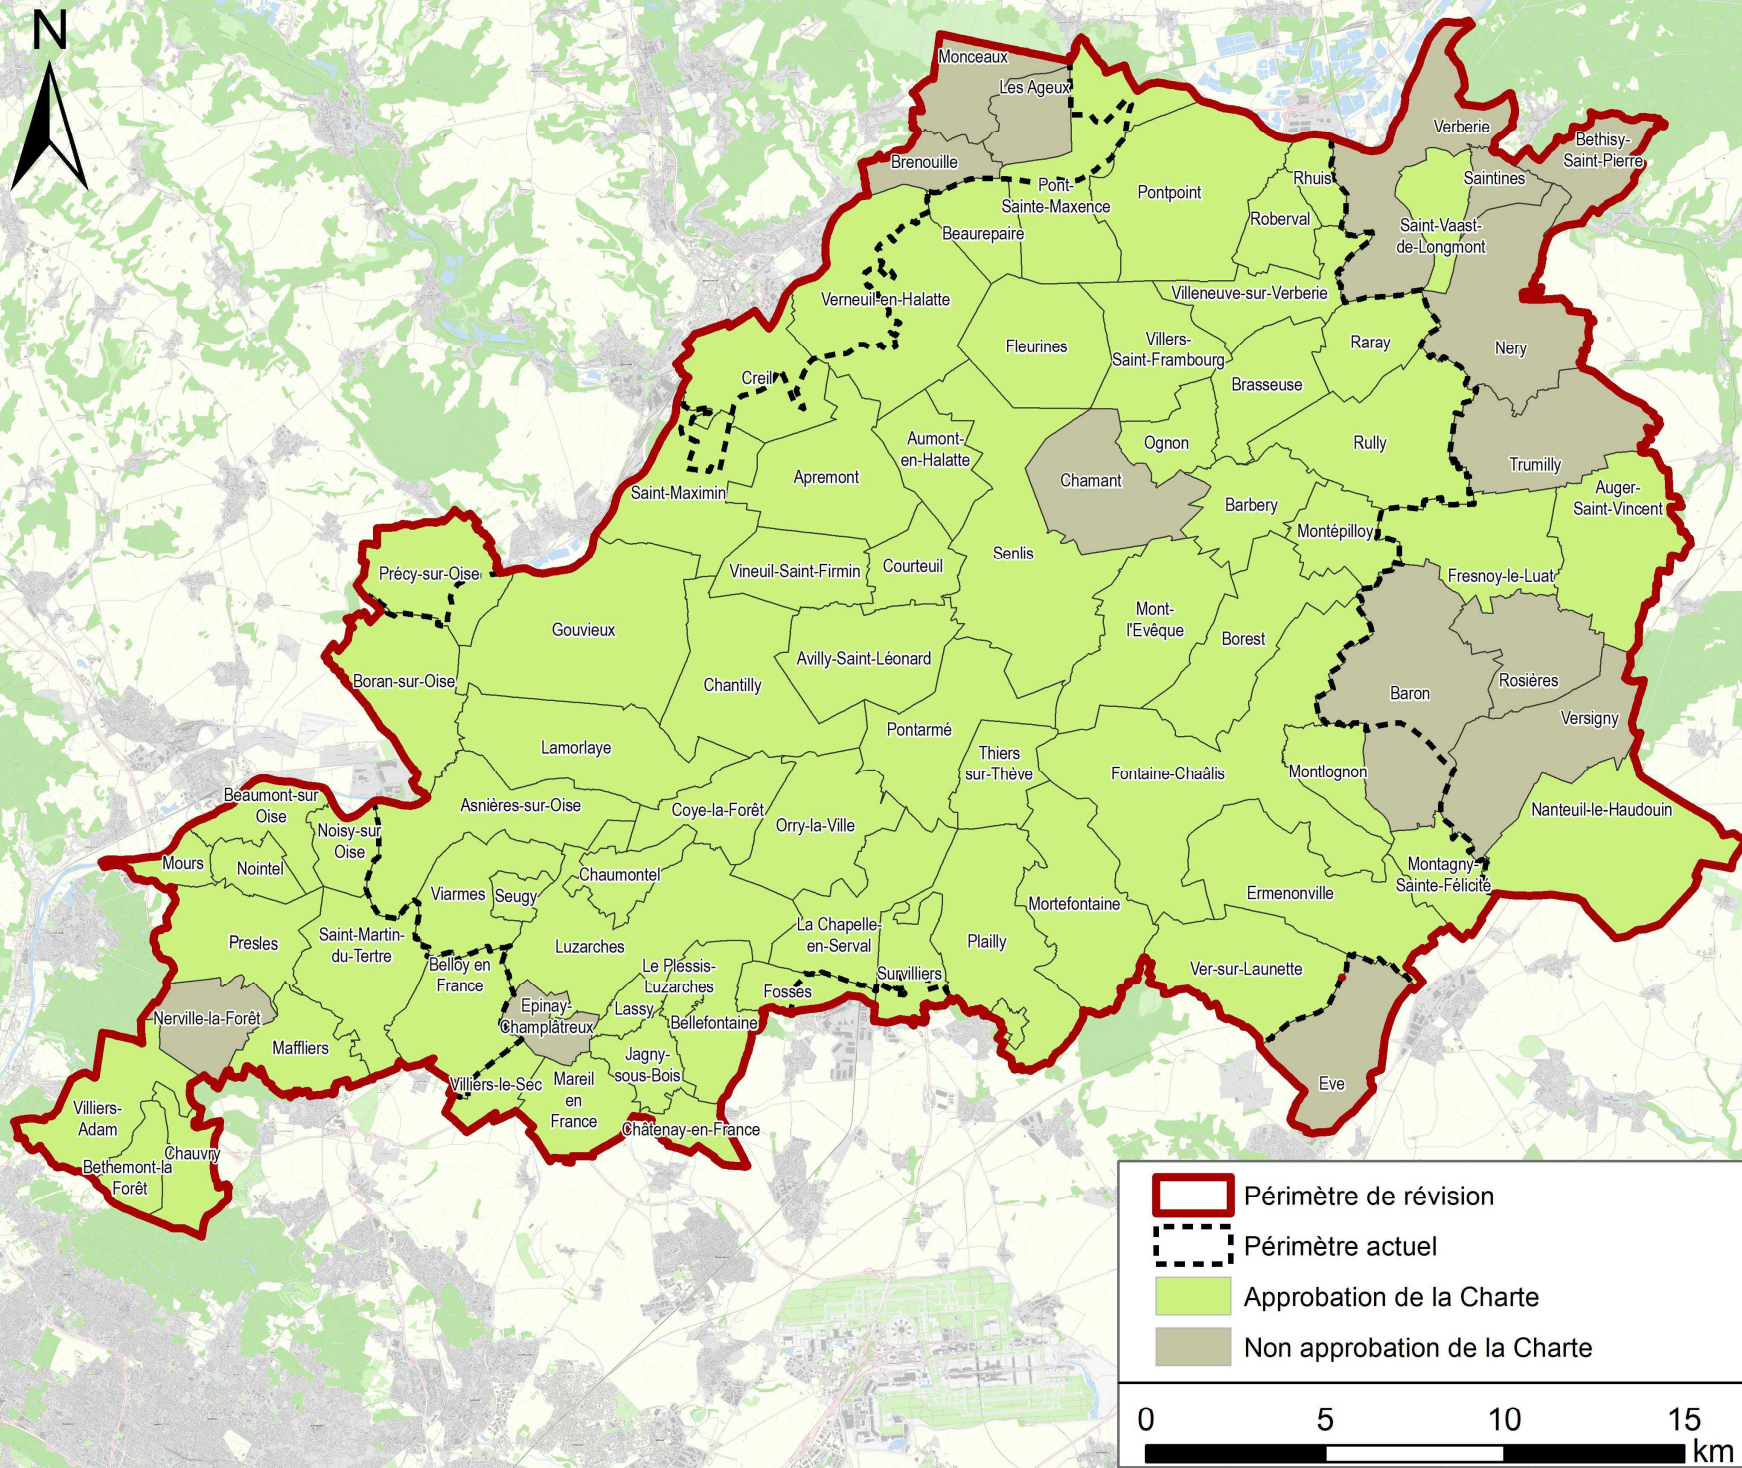 N
Monceaux
Les Ageux
Brenouille
Verberie
Bethisy-
Saint-Pierre
Saintines
Rhuis
Pont-
Sainte-Maxence
Pontpoint
Roberval
Saint-Vaast-
de-Longmont
Beaurepaire
Verneuil-en-Halatte
Villeneuve-sur-Verberie
Fleurines
Villers-
Saint-Frambourg
Raray
Nery
Creil
Brasseuse
Aumont-
en-Halatte
Ognon
Rully
Trumilly
Apremont
Chamant
Saint-Maximin
Barbery
Auger-
Saint-Vincent
Montépilloy
Senlis
Précy-sur-Oise
Vineuil-Saint-Firmin
Courteuil
Fresnoy-le-Luat
Gouvieux
Mont-
l'Evêque
Borest
Avilly-Saint-Léonard
Boran-sur-Oise
Chantilly
Baron
Rosières
Versigny
Pontarmé
Lamorlaye
Thiers
sur-Thève
Fontaine-Chaâlis
Montlognon
Beaumont-sur
Oise
Asnières-sur-Oise
Coye-la-Forêt
Orry-la-Ville
Nanteuil-le-Haudouin
Noisy-sur
Oise
Mours
Nointel
Chaumontel
Viarmes
Seugy
Montagny-
Sainte-Félicité
Ermenonville
Mortefontaine
Presles
Saint-Martin-
du-Tertre
Luzarches
La Chapelle-
en-Serval
Plailly
Belloy en
France
Le Plessis-
Luzarches
Survilliers
Ver-sur-Launette
Fosses
Nerville-la-Forêt
Epinay-
Champlâtreux
Lassy
Bellefontaine
Maffliers
Jagny-
sous-Bois
Villiers-le-Sec
Mareil
en
France
Eve
Villiers-
Adam
Châtenay-en-France
Chauvry
Bethemont-la
Forêt
Périmètre de révision
Périmètre actuel
Approbation de la Charte
Non approbation de la Charte
0 5 10 15
km